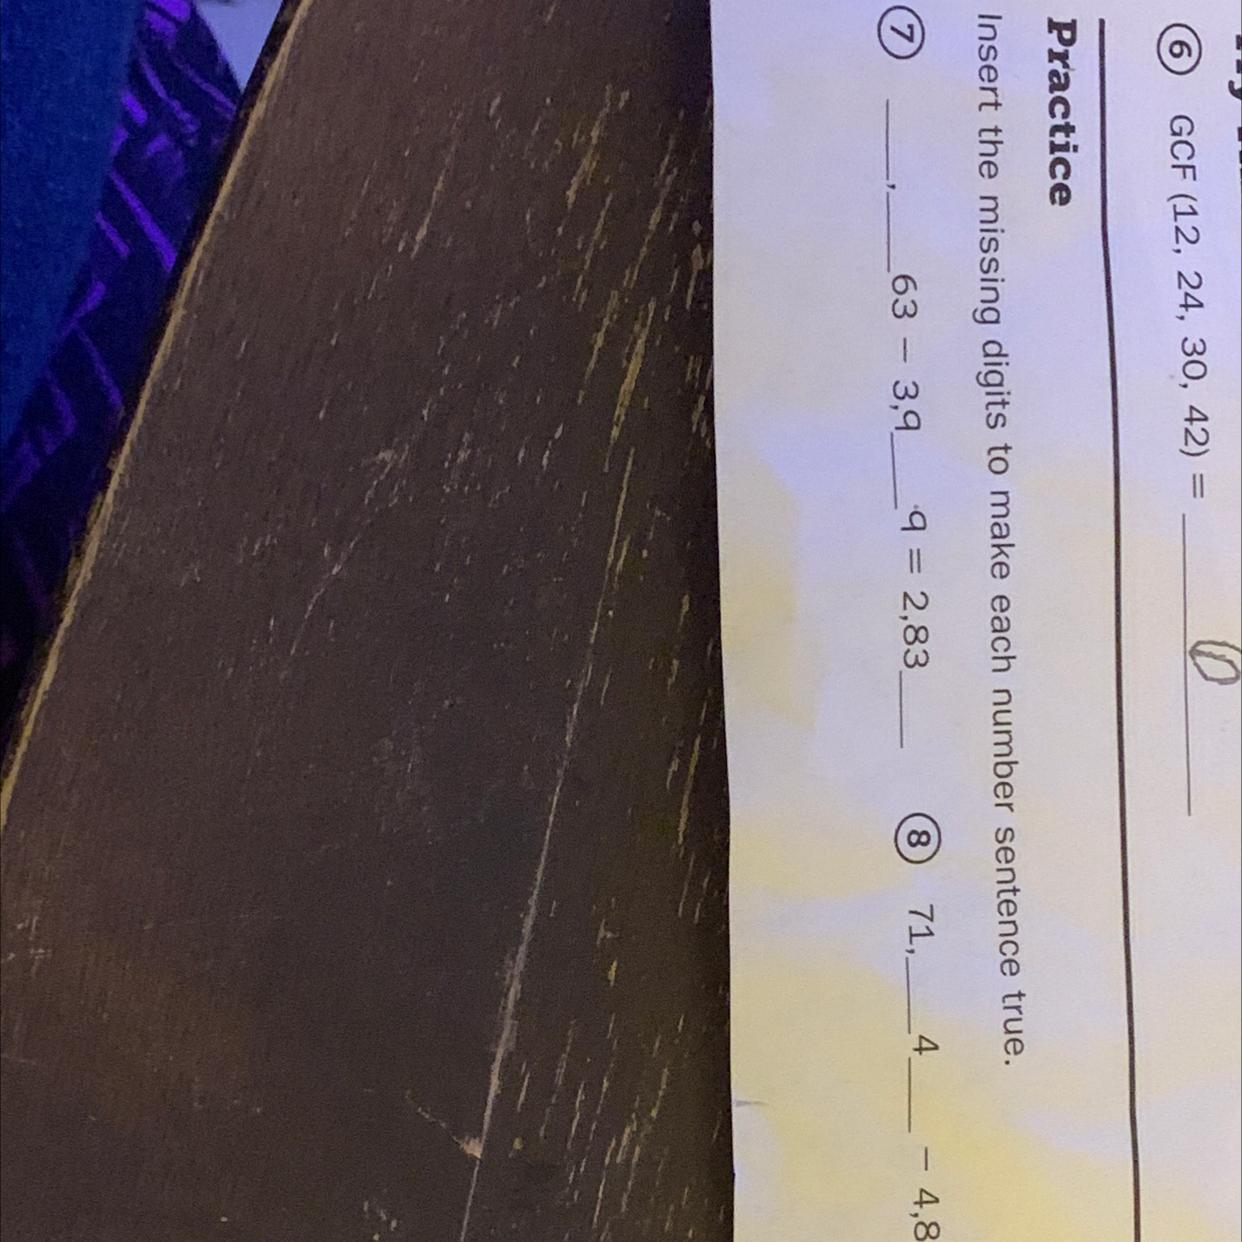 ⑥ GCF (12, 24, 30, 42) = ______
Practice
Insert the missing digits to make each number sentence true.
⑦ ___,___63 – 3,9___9 = 2,83___ ⑧ 71,___4___ – 4,8